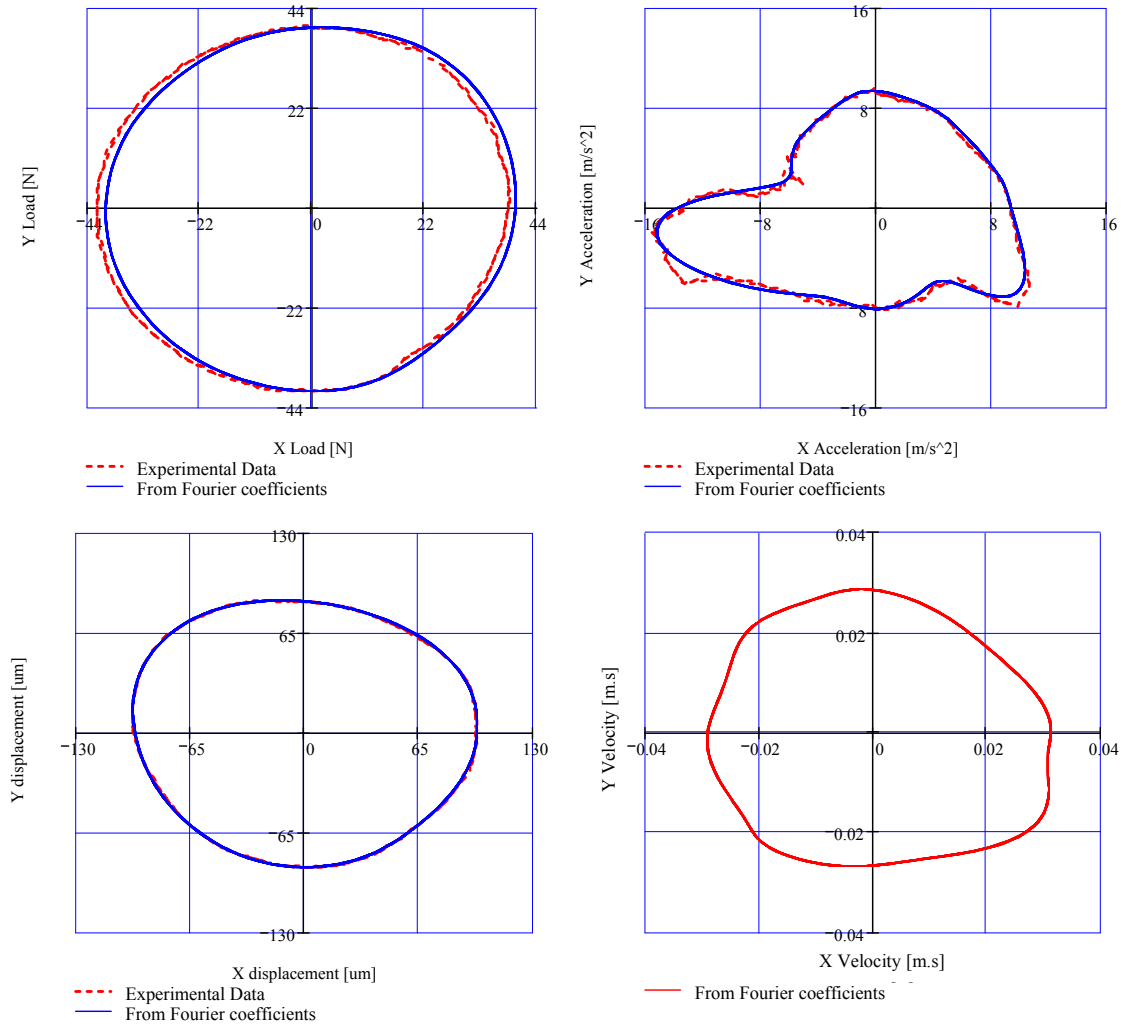 44
22
−44
−22
0
22
44
−22
−44
Y Load [N]
X Load [N]
Experimental Data
From Fourier coefficients
16
8
−16
−8
0
8
16
−8
−16
Y Acceleration [m/s^2]
X Acceleration [m/s^2]
Experimental Data
From Fourier coefficients
130
65
−130
−65
0
65
130
−65
−130
Y displacement [um]
X displacement [um]
Experimental Data
From Fourier coefficients
0.04
0.02
−0.04
−0.02
0
0.02
0.04
−0.02
−0.04
Y Velocity [m.s]
X Velocity [m.s]
From Fourier coefficients